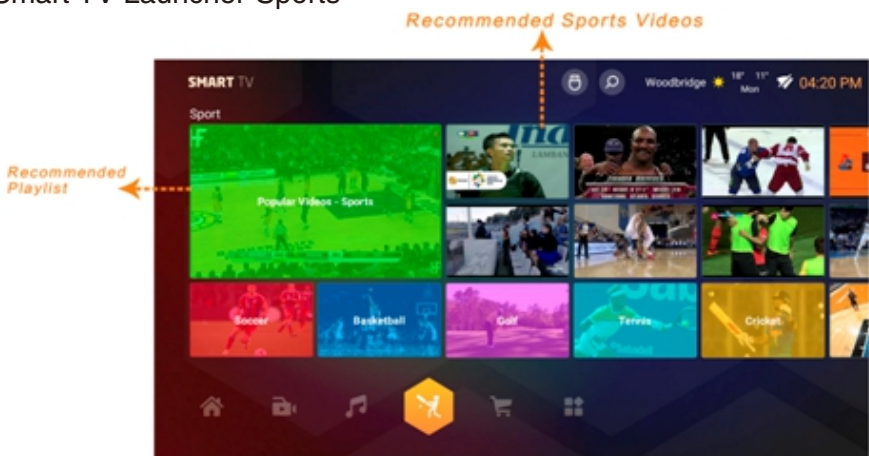 Smart TV Launcher Sports
Recommended Sports Videos
SMART TV
Woodbridge
18° 11°
Mon
04:20 PM
Sport
Recommended
Playlist
Popular Videos - Sports
LAMBAN
Soccer
Basketball
Golf
Tennis
Cricket